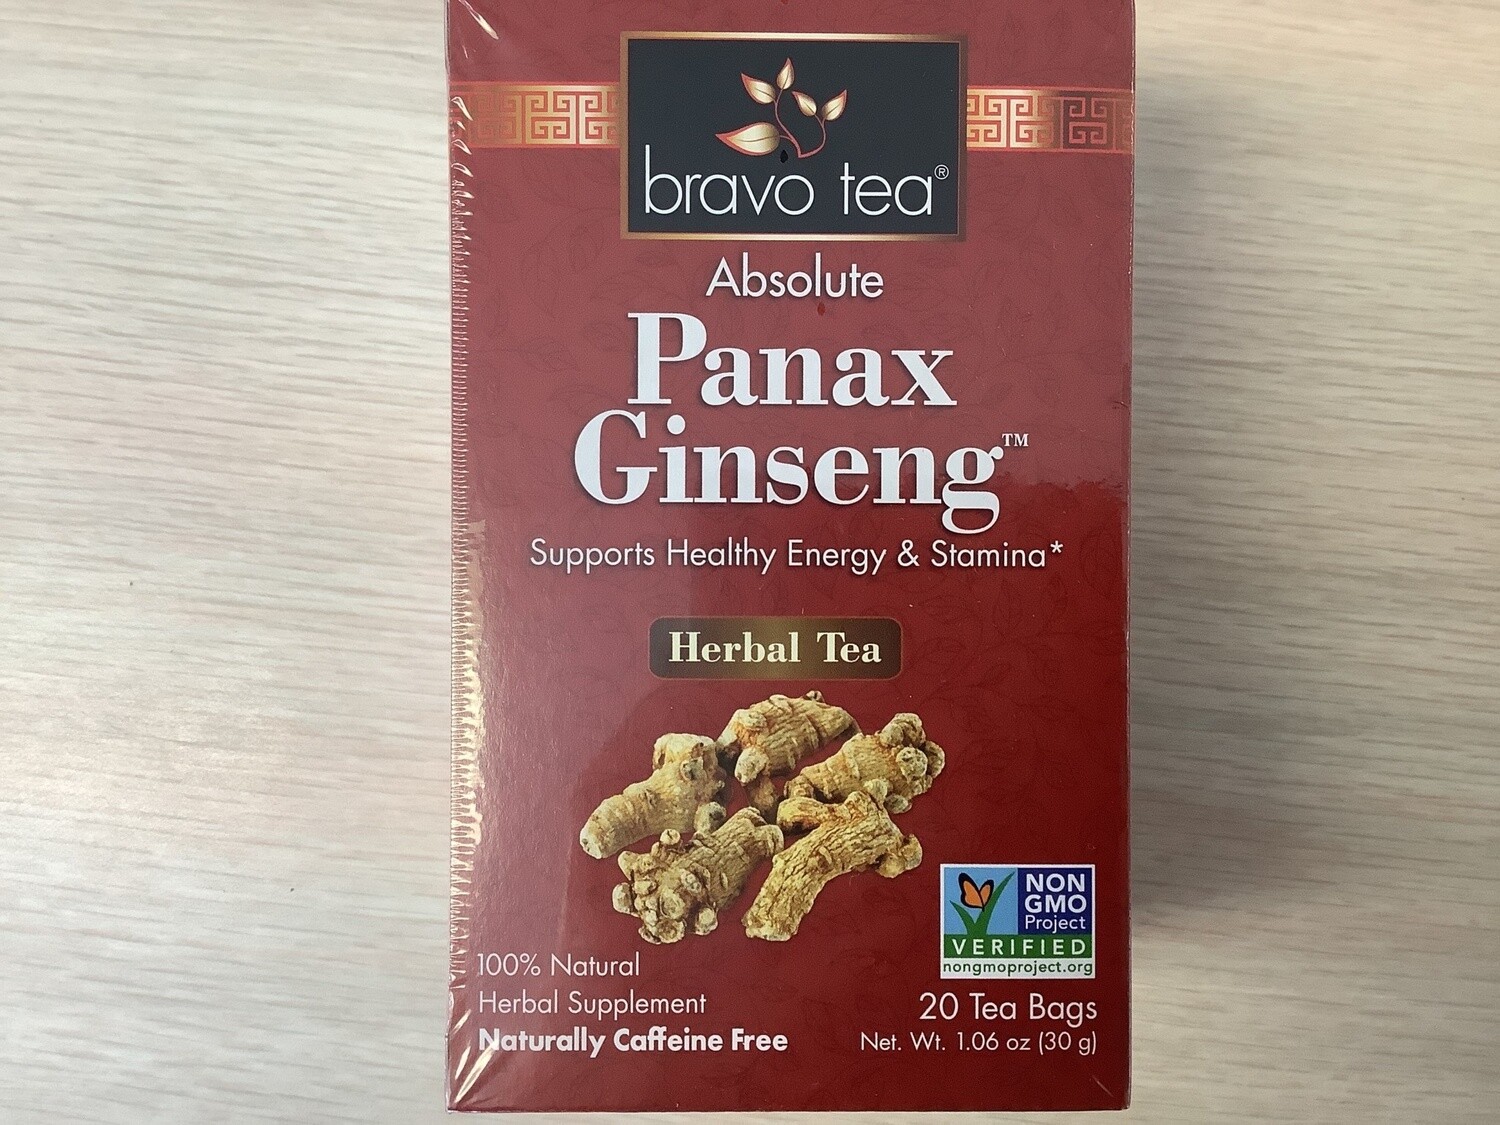 bravo tea®
Absolute
Panax
Ginseng™
Supports Healthy Energy & Stamina*
Herbal Tea
NON
GMO
Project
VERIFIED
nongmoproject.org
100% Natural
Herbal Supplement
Naturally Caffeine Free
20 Tea Bags
Net. Wt. 1.06 oz (30 g)